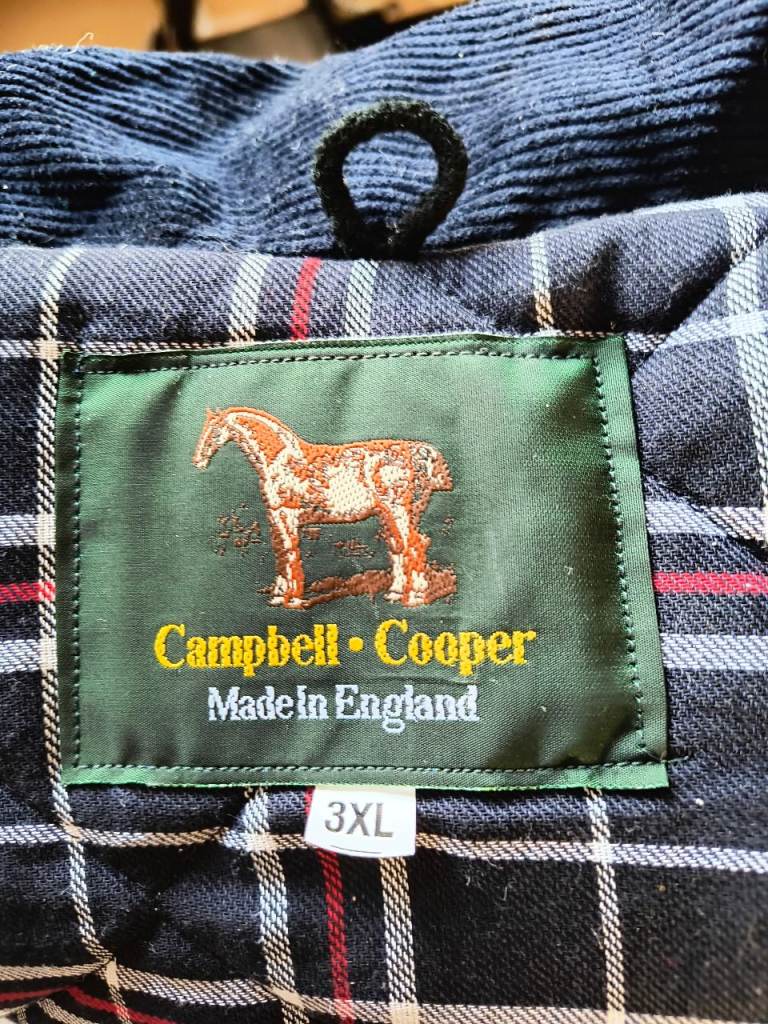 Campbell • Cooper
Made In England
3XL